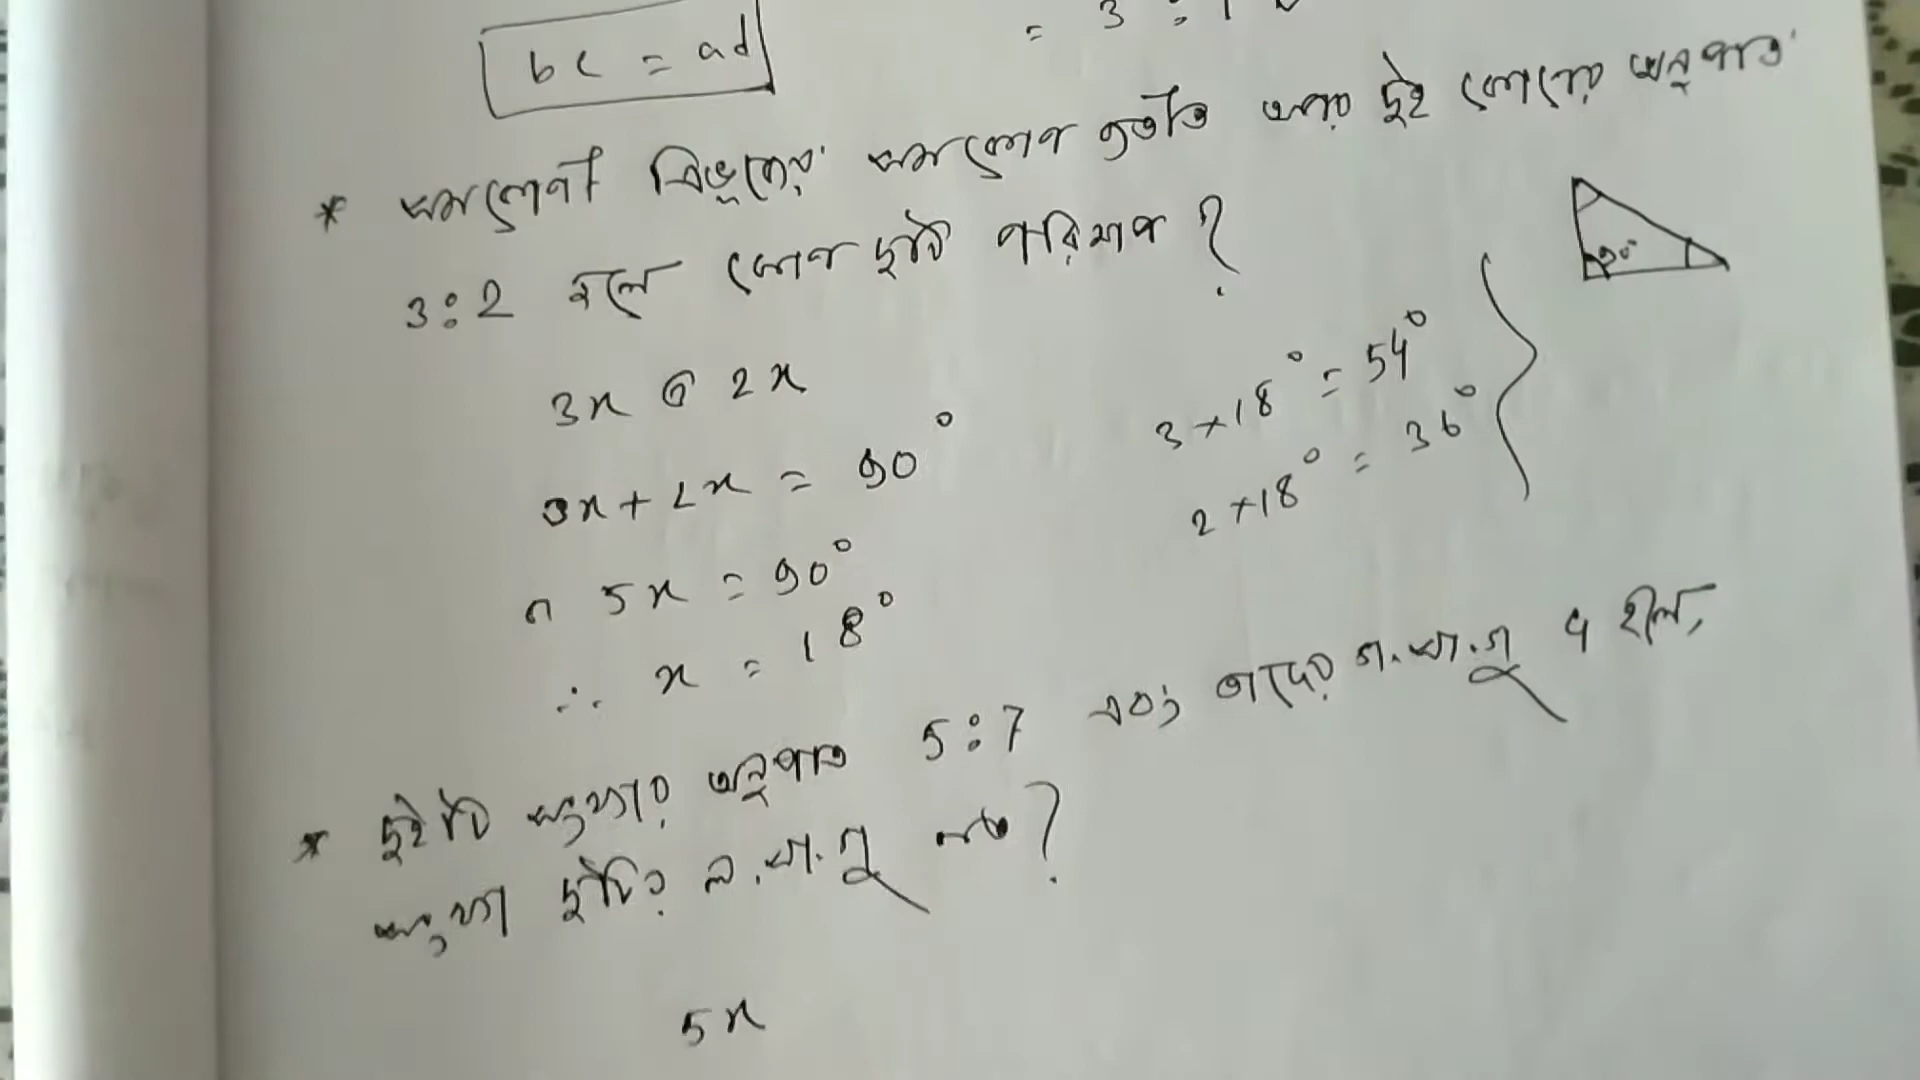 = 3 : 1
bc = ad
* সমকোণী ত্রিভুজের সমকোণ ব্যতীত অপর দুই কোণের অনুপাত
3:2 হলে কোণ দুটি পরিমাপ ?
90°
3x ও 2x
3x + 2x = 90°
5x = 90°
∴ x = 18°
3 × 18° = 54°
2 × 18° = 36°
* দুইটি সংখ্যার অনুপাত 5:7 এবং তাদের গ.সা.গু 4 হলে,
সংখ্যা দুটির ল.সা.গু কত?
5x